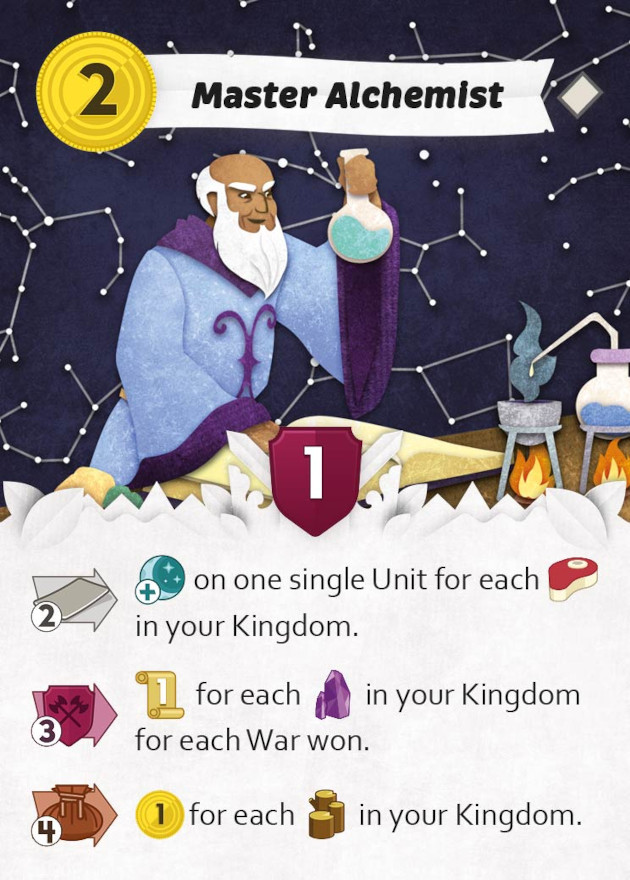 2
Master Alchemist
1
2
+ on one single Unit for each
in your Kingdom.
3
1 for each in your Kingdom
for each War won.
4
1 for each in your Kingdom.